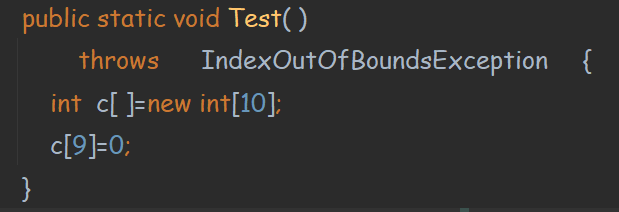 public static void Test( )
throws IndexOutOfBoundsException {
int c[ ]=new int[10];
c[9]=0;
}